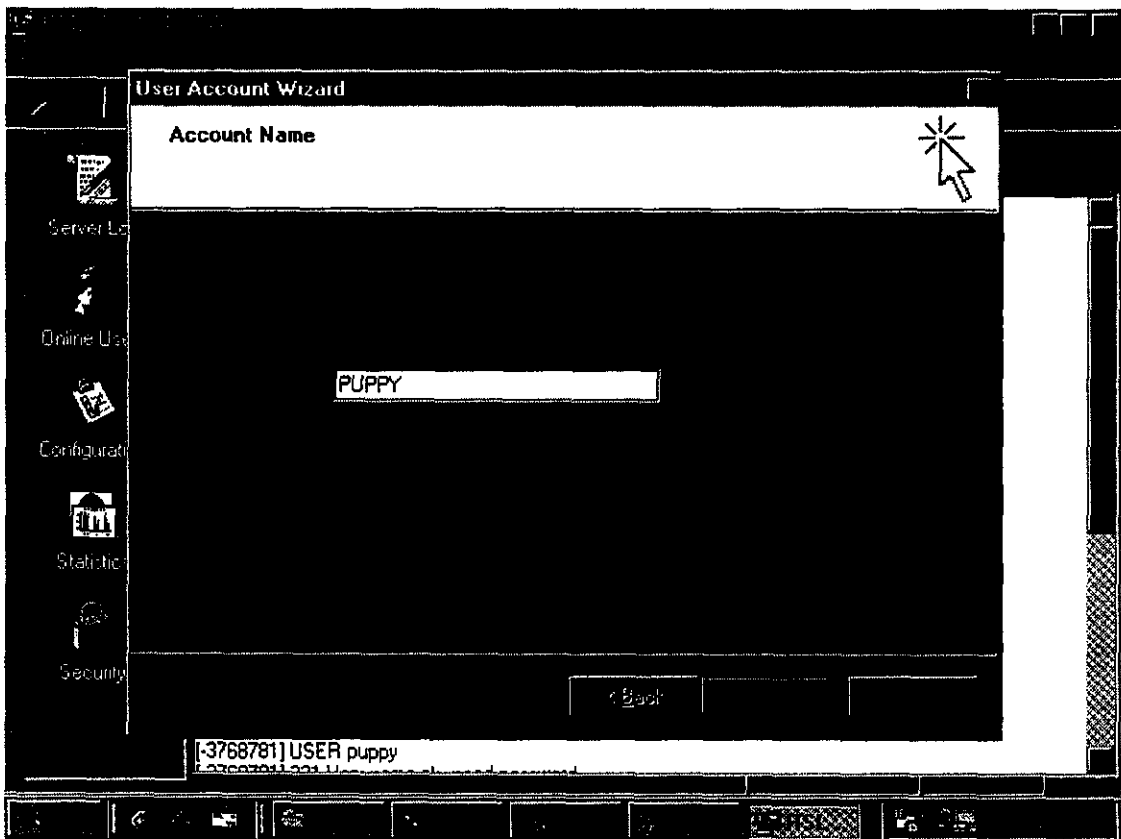 User Account Wizard
Account Name
Server Lo
Online Use
PUPPY
Configurati
Statistic
Security
< Back
[-3768781] USER puppy